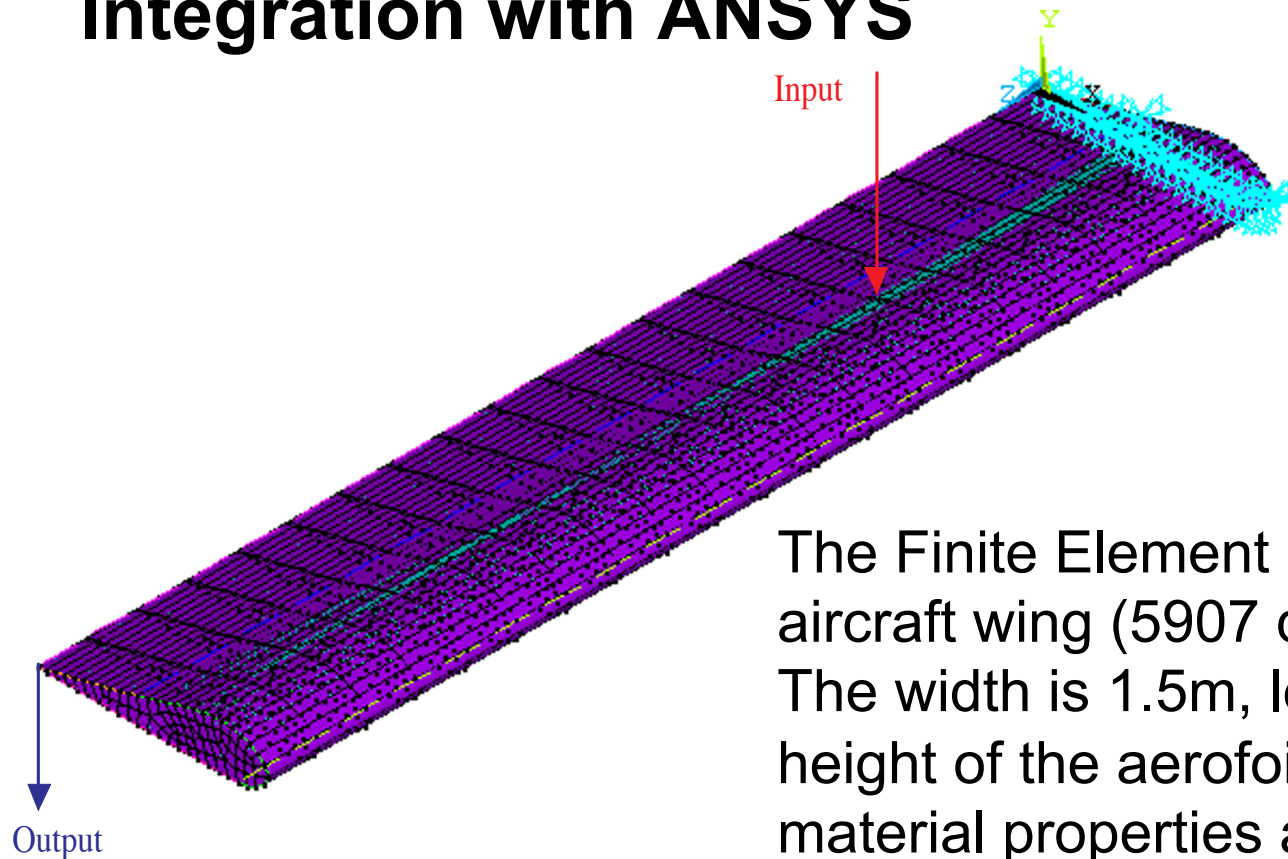 Integration with ANSYS
Y
Input
Z
X
The Finite Element
aircraft wing (5907
The width is 1.5m,
height of the
material properties
Output